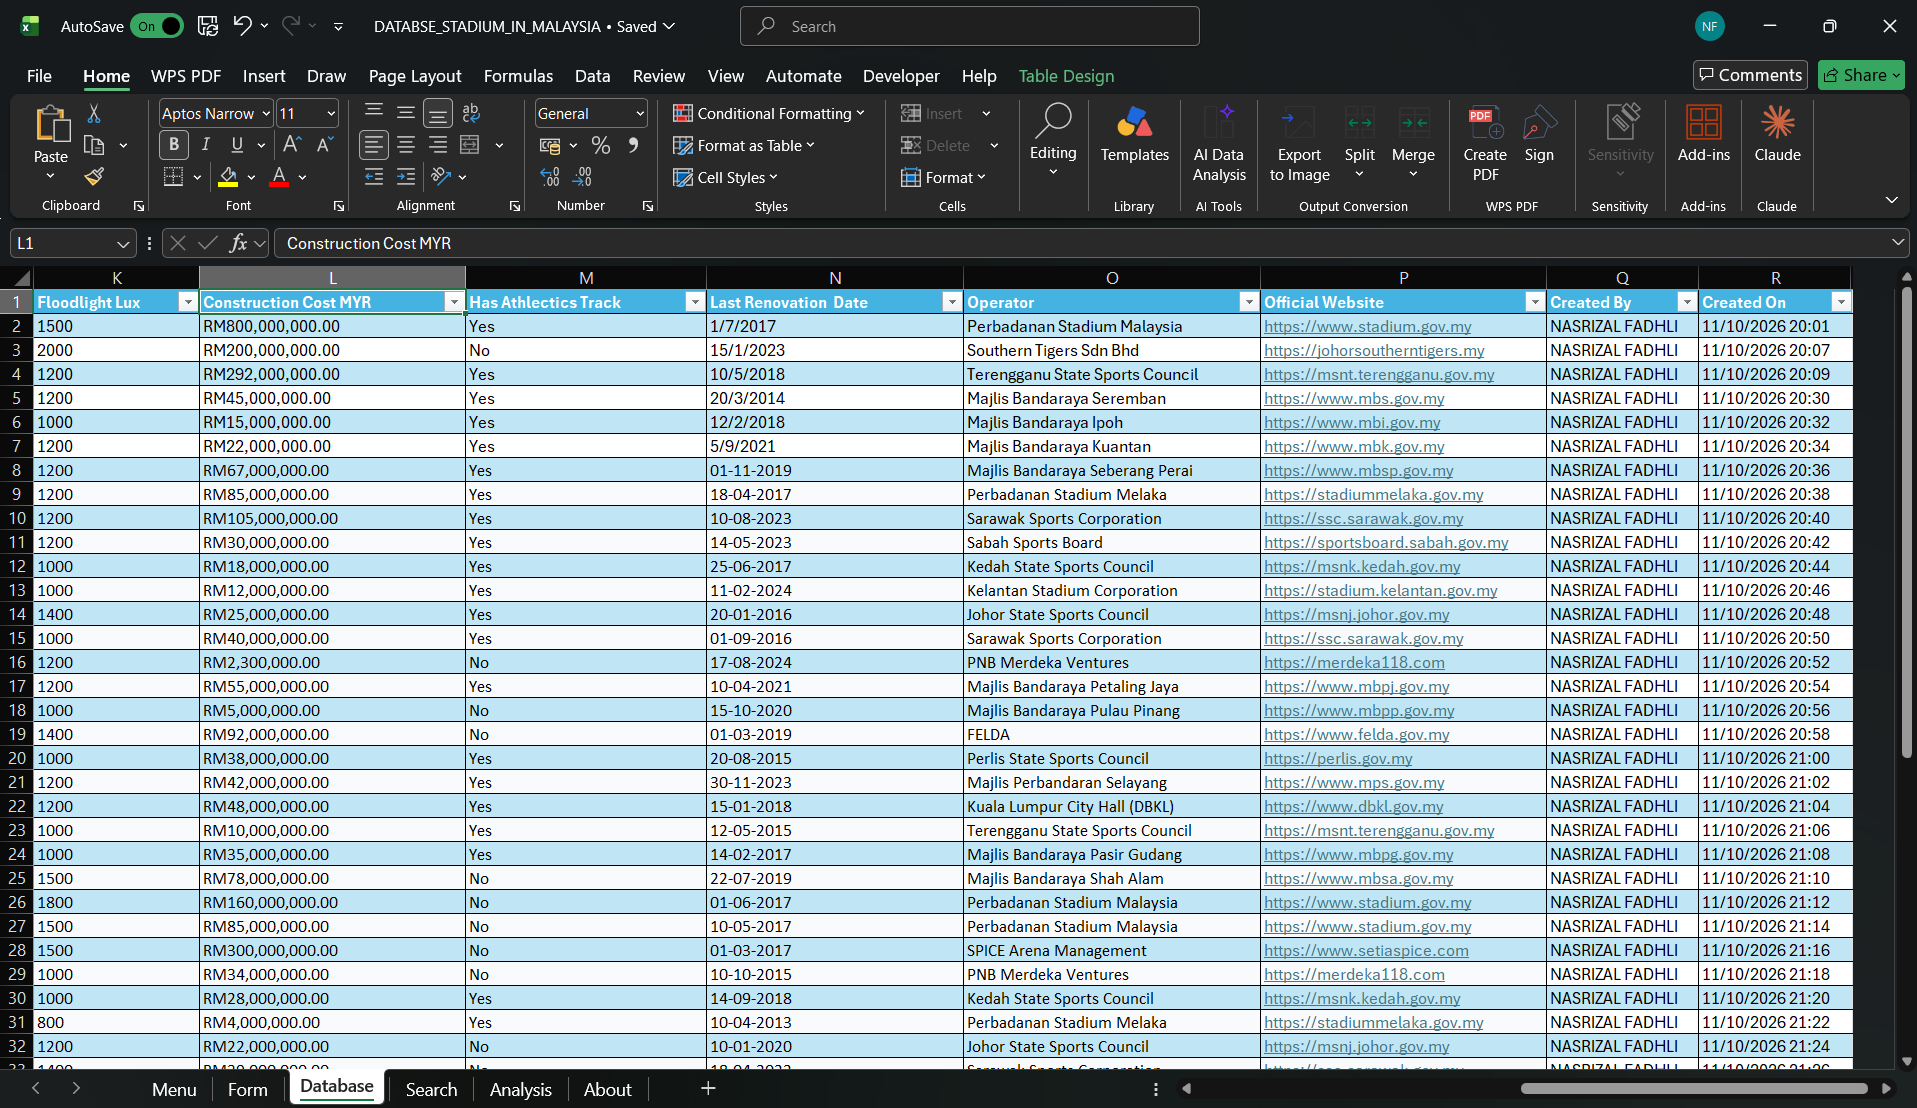 AutoSave On DATABSE_STADIUM_IN_MALAYSIA • Saved Search NF
File Home WPS PDF Insert Draw Page Layout Formulas Data Review View Automate Developer Help Table Design Comments Share
Paste
Clipboard
Aptos Narrow 11
B I U A A
A
Font
ab
Alignment
General
% 9
.00 .00
Number
Conditional Formatting
Format as Table
Cell Styles
Styles
Insert
Delete
Format
Cells
Editing
Templates
Library
AI Data
Analysis
AI Tools
Export
to Image
Split
Merge
Output Conversion
PDF
Create
PDF
Sign
WPS PDF
Sensitivity
Sensitivity
Add-ins
Add-ins
Claude
Claude
L1 fx Construction Cost MYR
K L M N O P Q R
1 Floodlight Lux Construction Cost MYR Has Athlectics Track Last Renovation Date Operator Official Website Created By Created On
2 1500 RM800,000,000.00 Yes 1/7/2017 Perbadanan Stadium Malaysia https://www.stadium.gov.my NASRIZAL FADHLI 11/10/2026 20:01
3 2000 RM200,000,000.00 No 15/1/2023 Southern Tigers Sdn Bhd https://johorsoutherntigers.my NASRIZAL FADHLI 11/10/2026 20:07
4 1200 RM292,000,000.00 Yes 10/5/2018 Terengganu State Sports Council https://msnt.terengganu.gov.my NASRIZAL FADHLI 11/10/2026 20:09
5 1200 RM45,000,000.00 Yes 20/3/2014 Majlis Bandaraya Seremban https://www.mbs.gov.my NASRIZAL FADHLI 11/10/2026 20:30
6 1000 RM15,000,000.00 Yes 12/2/2018 Majlis Bandaraya Ipoh https://www.mbi.gov.my NASRIZAL FADHLI 11/10/2026 20:32
7 1200 RM22,000,000.00 Yes 5/9/2021 Majlis Bandaraya Kuantan https://www.mbk.gov.my NASRIZAL FADHLI 11/10/2026 20:34
8 1200 RM67,000,000.00 Yes 01-11-2019 Majlis Bandaraya Seberang Perai https://www.mbsp.gov.my NASRIZAL FADHLI 11/10/2026 20:36
9 1200 RM85,000,000.00 Yes 18-04-2017 Perbadanan Stadium Melaka https://stadiummelaka.gov.my NASRIZAL FADHLI 11/10/2026 20:38
10 1200 RM105,000,000.00 Yes 10-08-2023 Sarawak Sports Corporation https://ssc.sarawak.gov.my NASRIZAL FADHLI 11/10/2026 20:40
11 1200 RM30,000,000.00 Yes 14-05-2023 Sabah Sports Board https://sportsboard.sabah.gov.my NASRIZAL FADHLI 11/10/2026 20:42
12 1000 RM18,000,000.00 Yes 25-06-2017 Kedah State Sports Council https://msnk.kedah.gov.my NASRIZAL FADHLI 11/10/2026 20:44
13 1000 RM12,000,000.00 Yes 11-02-2024 Kelantan Stadium Corporation https://stadium.kelantan.gov.my NASRIZAL FADHLI 11/10/2026 20:46
14 1400 RM25,000,000.00 Yes 20-01-2016 Johor State Sports Council https://msnj.johor.gov.my NASRIZAL FADHLI 11/10/2026 20:48
15 1000 RM40,000,000.00 Yes 01-09-2016 Sarawak Sports Corporation https://ssc.sarawak.gov.my NASRIZAL FADHLI 11/10/2026 20:50
16 1200 RM2,300,000.00 No 17-08-2024 PNB Merdeka Ventures https://merdeka118.com NASRIZAL FADHLI 11/10/2026 20:52
17 1200 RM55,000,000.00 Yes 10-04-2021 Majlis Bandaraya Petaling Jaya https://www.mbpj.gov.my NASRIZAL FADHLI 11/10/2026 20:54
18 1000 RM5,000,000.00 No 15-10-2020 Majlis Bandaraya Pulau Pinang https://www.mbpp.gov.my NASRIZAL FADHLI 11/10/2026 20:56
19 1400 RM92,000,000.00 No 01-03-2019 FELDA https://www.felda.gov.my NASRIZAL FADHLI 11/10/2026 20:58
20 1000 RM38,000,000.00 Yes 20-08-2015 Perlis State Sports Council https://perlis.gov.my NASRIZAL FADHLI 11/10/2026 21:00
21 1200 RM42,000,000.00 Yes 30-11-2023 Majlis Perbandaran Selayang https://www.mps.gov.my NASRIZAL FADHLI 11/10/2026 21:02
22 1200 RM48,000,000.00 Yes 15-01-2018 Kuala Lumpur City Hall (DBKL) https://www.dbkl.gov.my NASRIZAL FADHLI 11/10/2026 21:04
23 1000 RM10,000,000.00 Yes 12-05-2015 Terengganu State Sports Council https://msnt.terengganu.gov.my NASRIZAL FADHLI 11/10/2026 21:06
24 1000 RM35,000,000.00 Yes 14-02-2017 Majlis Bandaraya Pasir Gudang https://www.mbpg.gov.my NASRIZAL FADHLI 11/10/2026 21:08
25 1500 RM78,000,000.00 No 22-07-2019 Majlis Bandaraya Shah Alam https://www.mbsa.gov.my NASRIZAL FADHLI 11/10/2026 21:10
26 1800 RM160,000,000.00 No 01-06-2017 Perbadanan Stadium Malaysia https://www.stadium.gov.my NASRIZAL FADHLI 11/10/2026 21:12
27 1500 RM85,000,000.00 No 10-05-2017 Perbadanan Stadium Malaysia https://www.stadium.gov.my NASRIZAL FADHLI 11/10/2026 21:14
28 1500 RM300,000,000.00 No 01-03-2017 SPICE Arena Management https://www.setiaspice.com NASRIZAL FADHLI 11/10/2026 21:16
29 1000 RM34,000,000.00 No 10-10-2015 PNB Merdeka Ventures https://merdeka118.com NASRIZAL FADHLI 11/10/2026 21:18
30 1000 RM28,000,000.00 Yes 14-09-2018 Kedah State Sports Council https://msnk.kedah.gov.my NASRIZAL FADHLI 11/10/2026 21:20
31 800 RM4,000,000.00 Yes 10-04-2013 Perbadanan Stadium Melaka https://stadiummelaka.gov.my NASRIZAL FADHLI 11/10/2026 21:22
32 1200 RM22,000,000.00 No 10-01-2020 Johor State Sports Council https://msnj.johor.gov.my NASRIZAL FADHLI 11/10/2026 21:24
Menu Form Database Search Analysis About